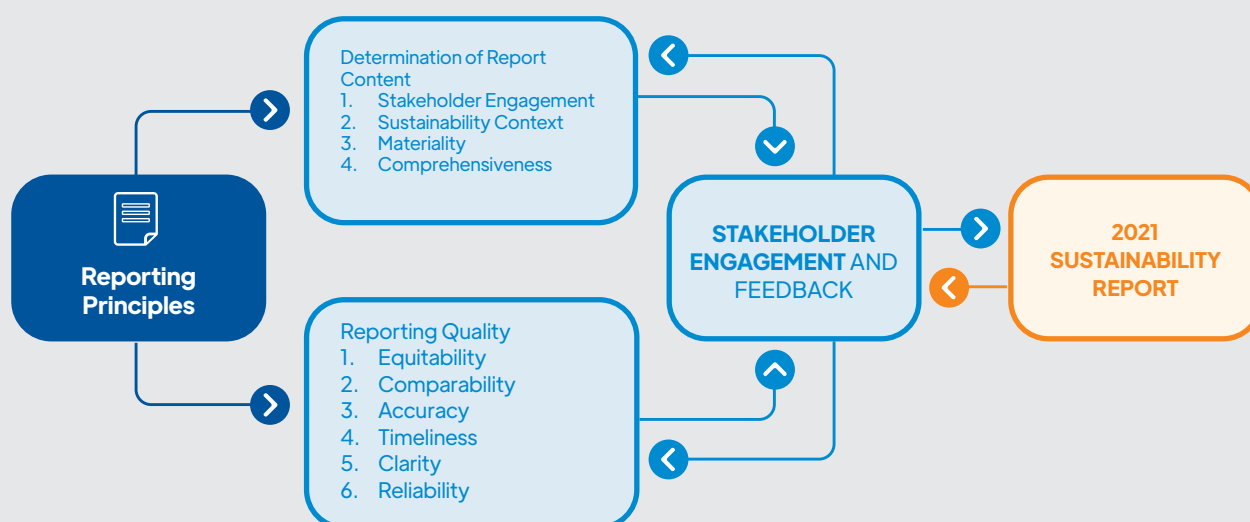 Determination of Report
Content
1. Stakeholder Engagement
2. Sustainability Context
3. Materiality
4. Comprehensiveness
Reporting
Principles
STAKEHOLDER
ENGAGEMENT AND
FEEDBACK
2021
SUSTAINABILITY
REPORT
Reporting Quality
1. Equitability
2. Comparability
3. Accuracy
4. Timeliness
5. Clarity
6. Reliability